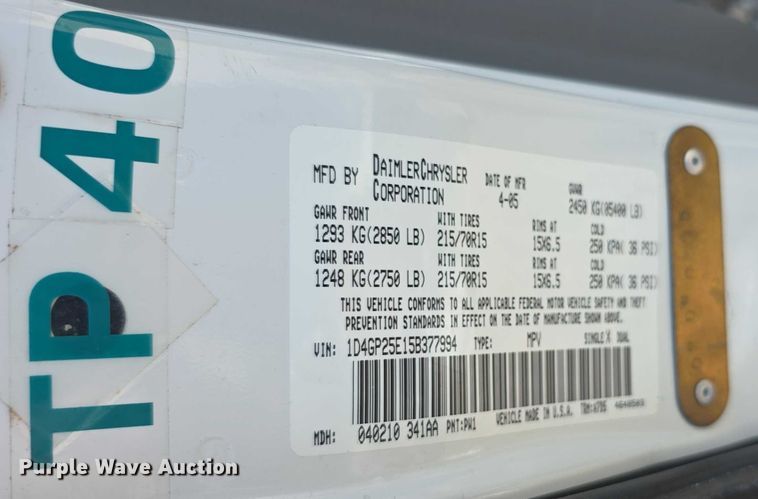 TP 40
MFD BY DAIMLERCHRYSLER CORPORATION DATE OF MFR 4-05 GVWR 2450 KG(05400 LB)
GAWR FRONT WITH TIRES RIMS AT COLD
1293 KG(2850 LB) 215/70R15 15X6.5 250 KPA( 36 PSI)
GAWR REAR WITH TIRES RIMS AT COLD
1248 KG(2750 LB) 215/70R15 15X6.5 250 KPA( 36 PSI)
THIS VEHICLE CONFORMS TO ALL APPLICABLE FEDERAL MOTOR VEHICLE SAFETY AND THEFT
PREVENTION STANDARDS IN EFFECT ON THE DATE OF MANUFACTURE SHOWN ABOVE.
VIN: 1D4GP25E15B377994 TYPE: MPV SINGLE X DUAL
MDH: 040210 341AA PNT:PW1 VEHICLE MADE IN U.S.A.
Purple Wave Auction